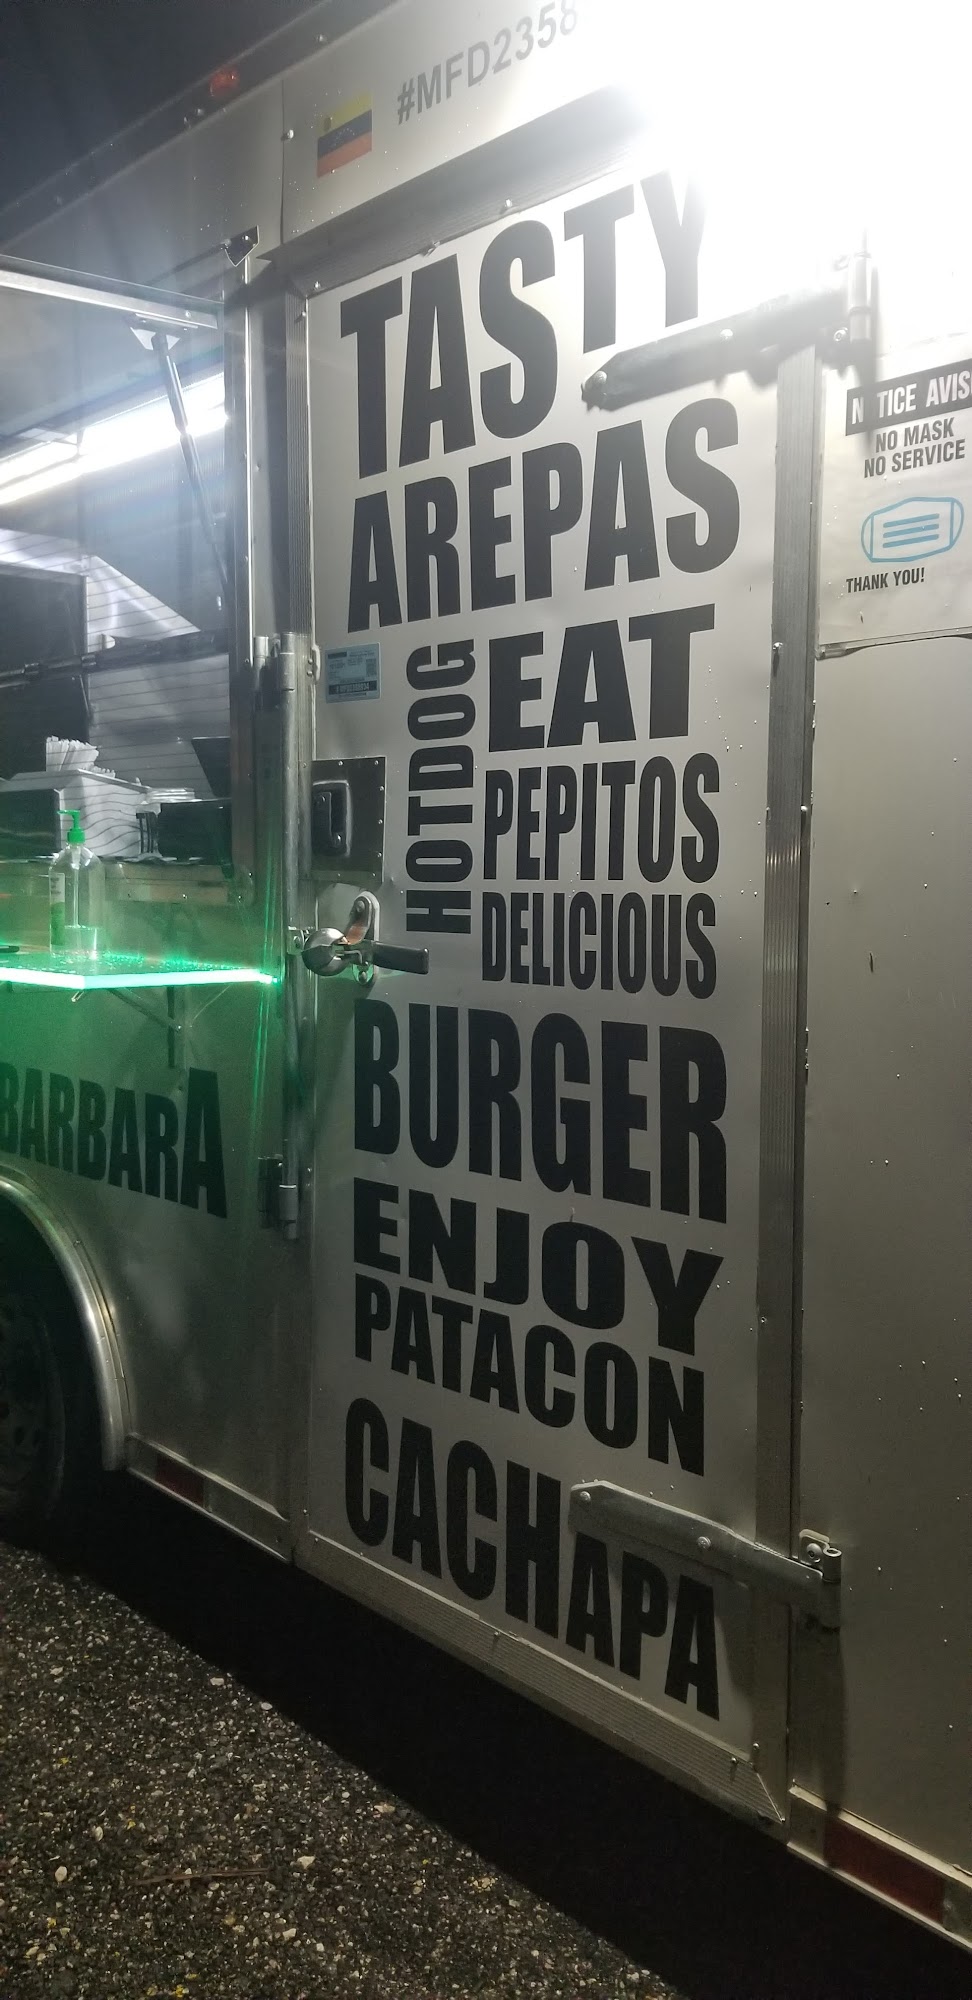 #MFD2358
TASTY
AREPAS
HOTDOG
EAT
PEPITOS
DELICIOUS
BURGER
ENJOY
PATACON
CACHAPA
BARBARA
NOTICE AVIS
NO MASK
NO SERVICE
THANK YOU!